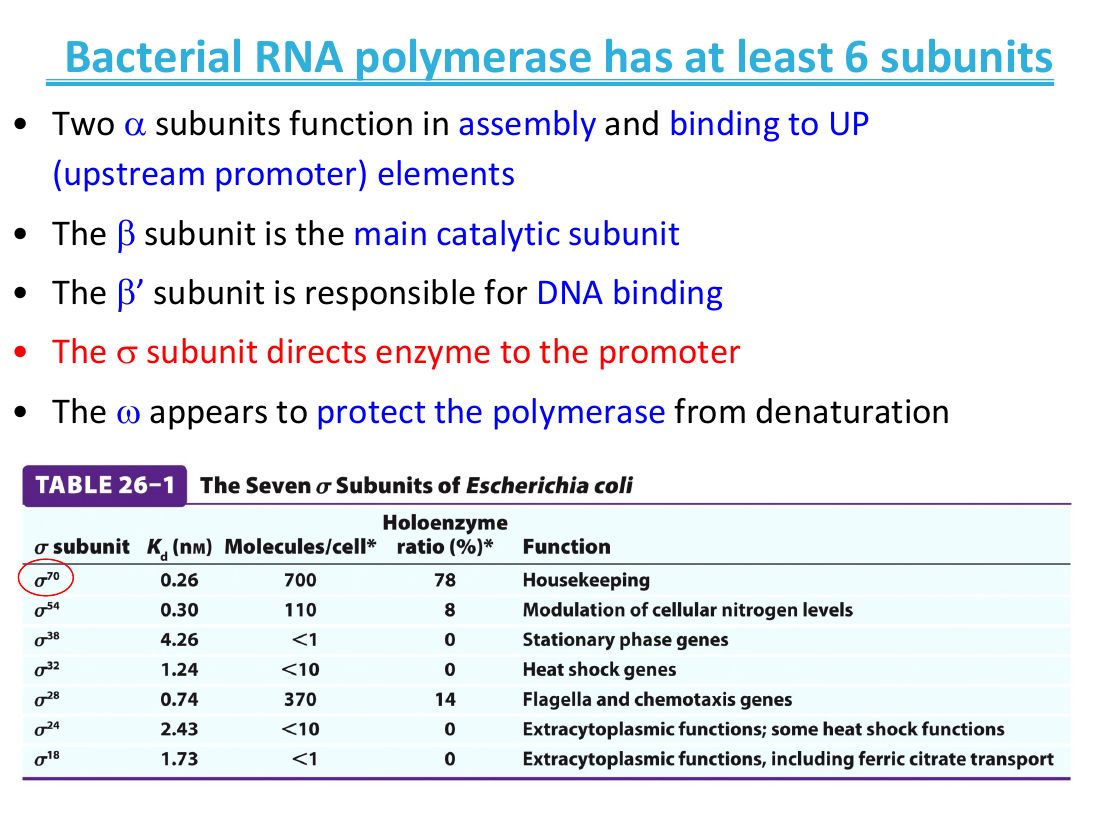 Bacterial RNA polymerase has at least 6 subunits
• Two α subunits function in assembly and binding to UP
(upstream promoter) elements
• The β subunit is the main catalytic subunit
• The β’ subunit is responsible for DNA binding
• The σ subunit directs enzyme to the promoter
• The ω appears to protect the polymerase from denaturation
TABLE 26–1 The Seven σ Subunits of Escherichia coli
σ subunit Kd (nM) Molecules/cell* Holoenzyme ratio (%)* Function
σ70 0.26 700 78 Housekeeping
σ54 0.30 110 8 Modulation of cellular nitrogen levels
σ38 4.26 <1 0 Stationary phase genes
σ32 1.24 <10 0 Heat shock genes
σ28 0.74 370 14 Flagella and chemotaxis genes
σ24 2.43 <10 0 Extracytoplasmic functions; some heat shock functions
σ18 1.73 <1 0 Extracytoplasmic functions, including ferric citrate transport